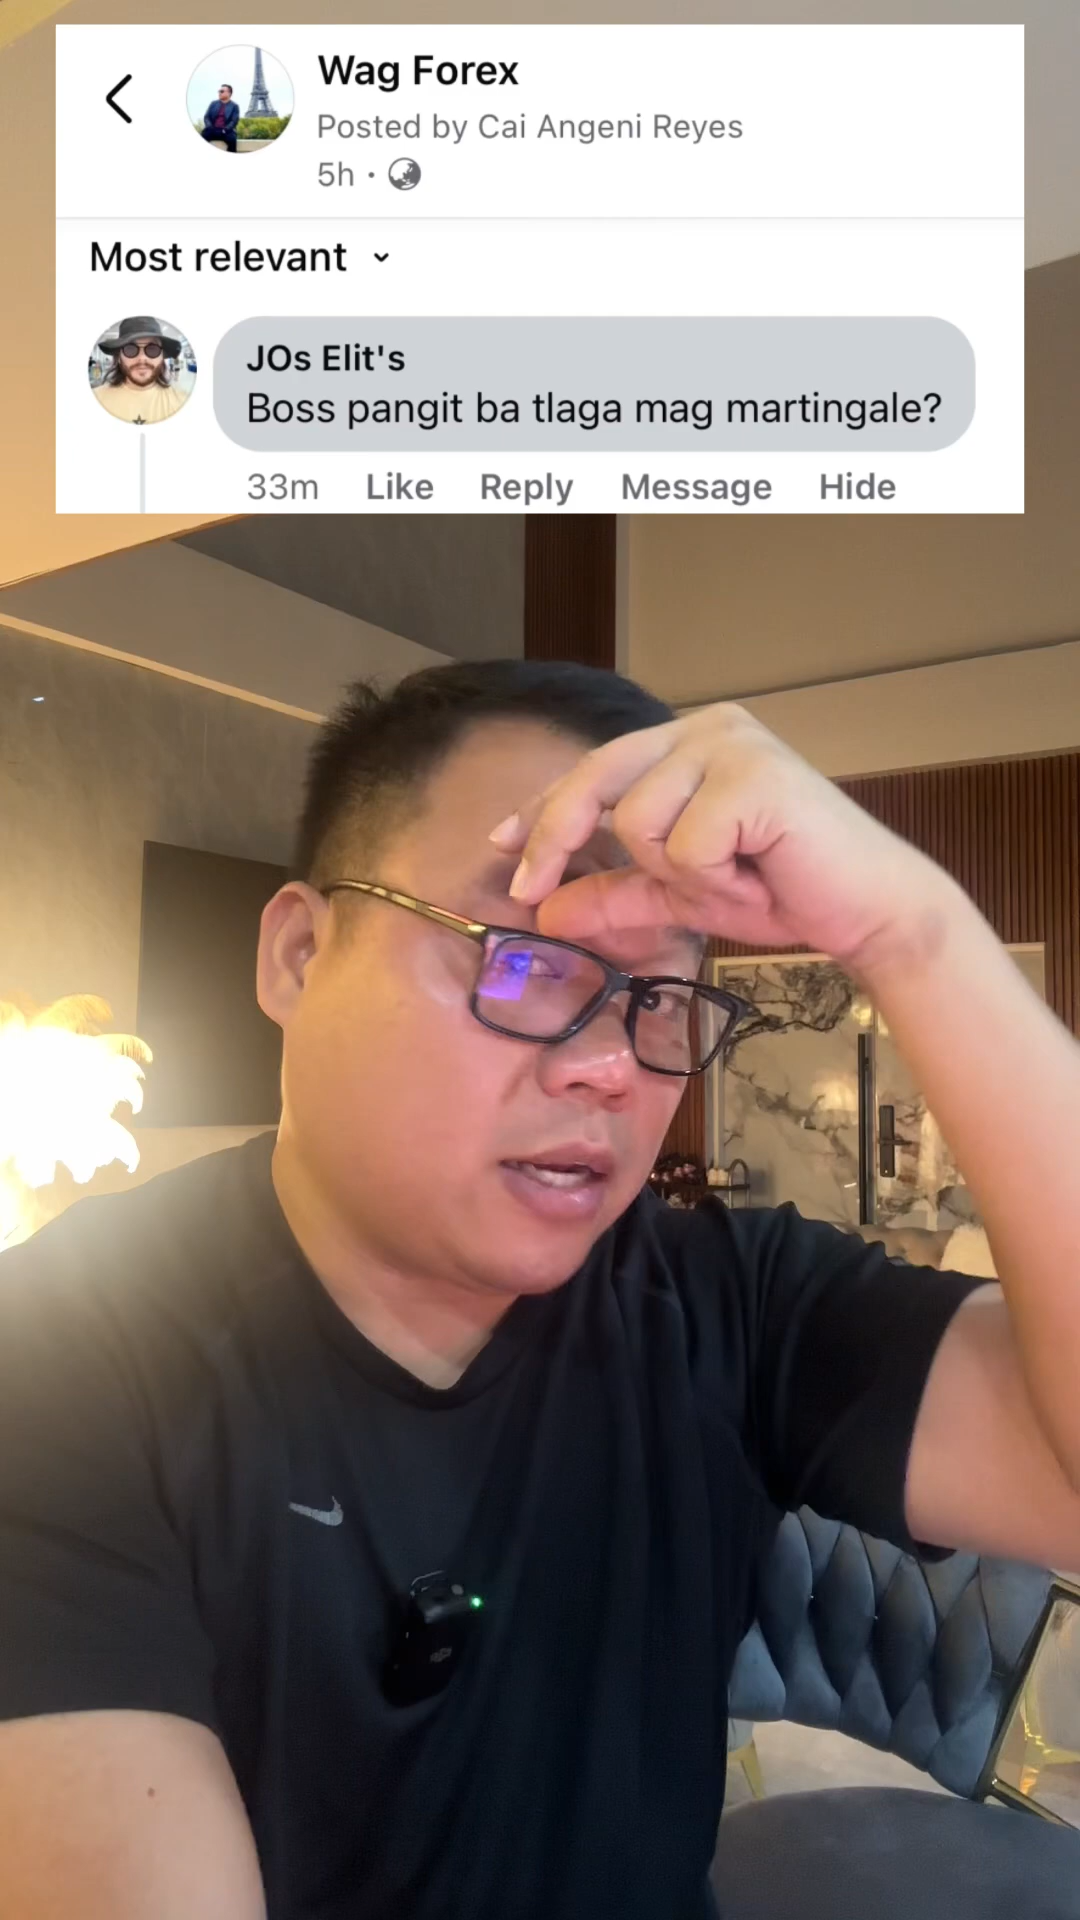 Wag Forex
Posted by Cai Angeni Reyes
5h ·
Most relevant
JOs Elit's
Boss pangit ba tlaga mag martingale?
33m Like Reply Message Hide